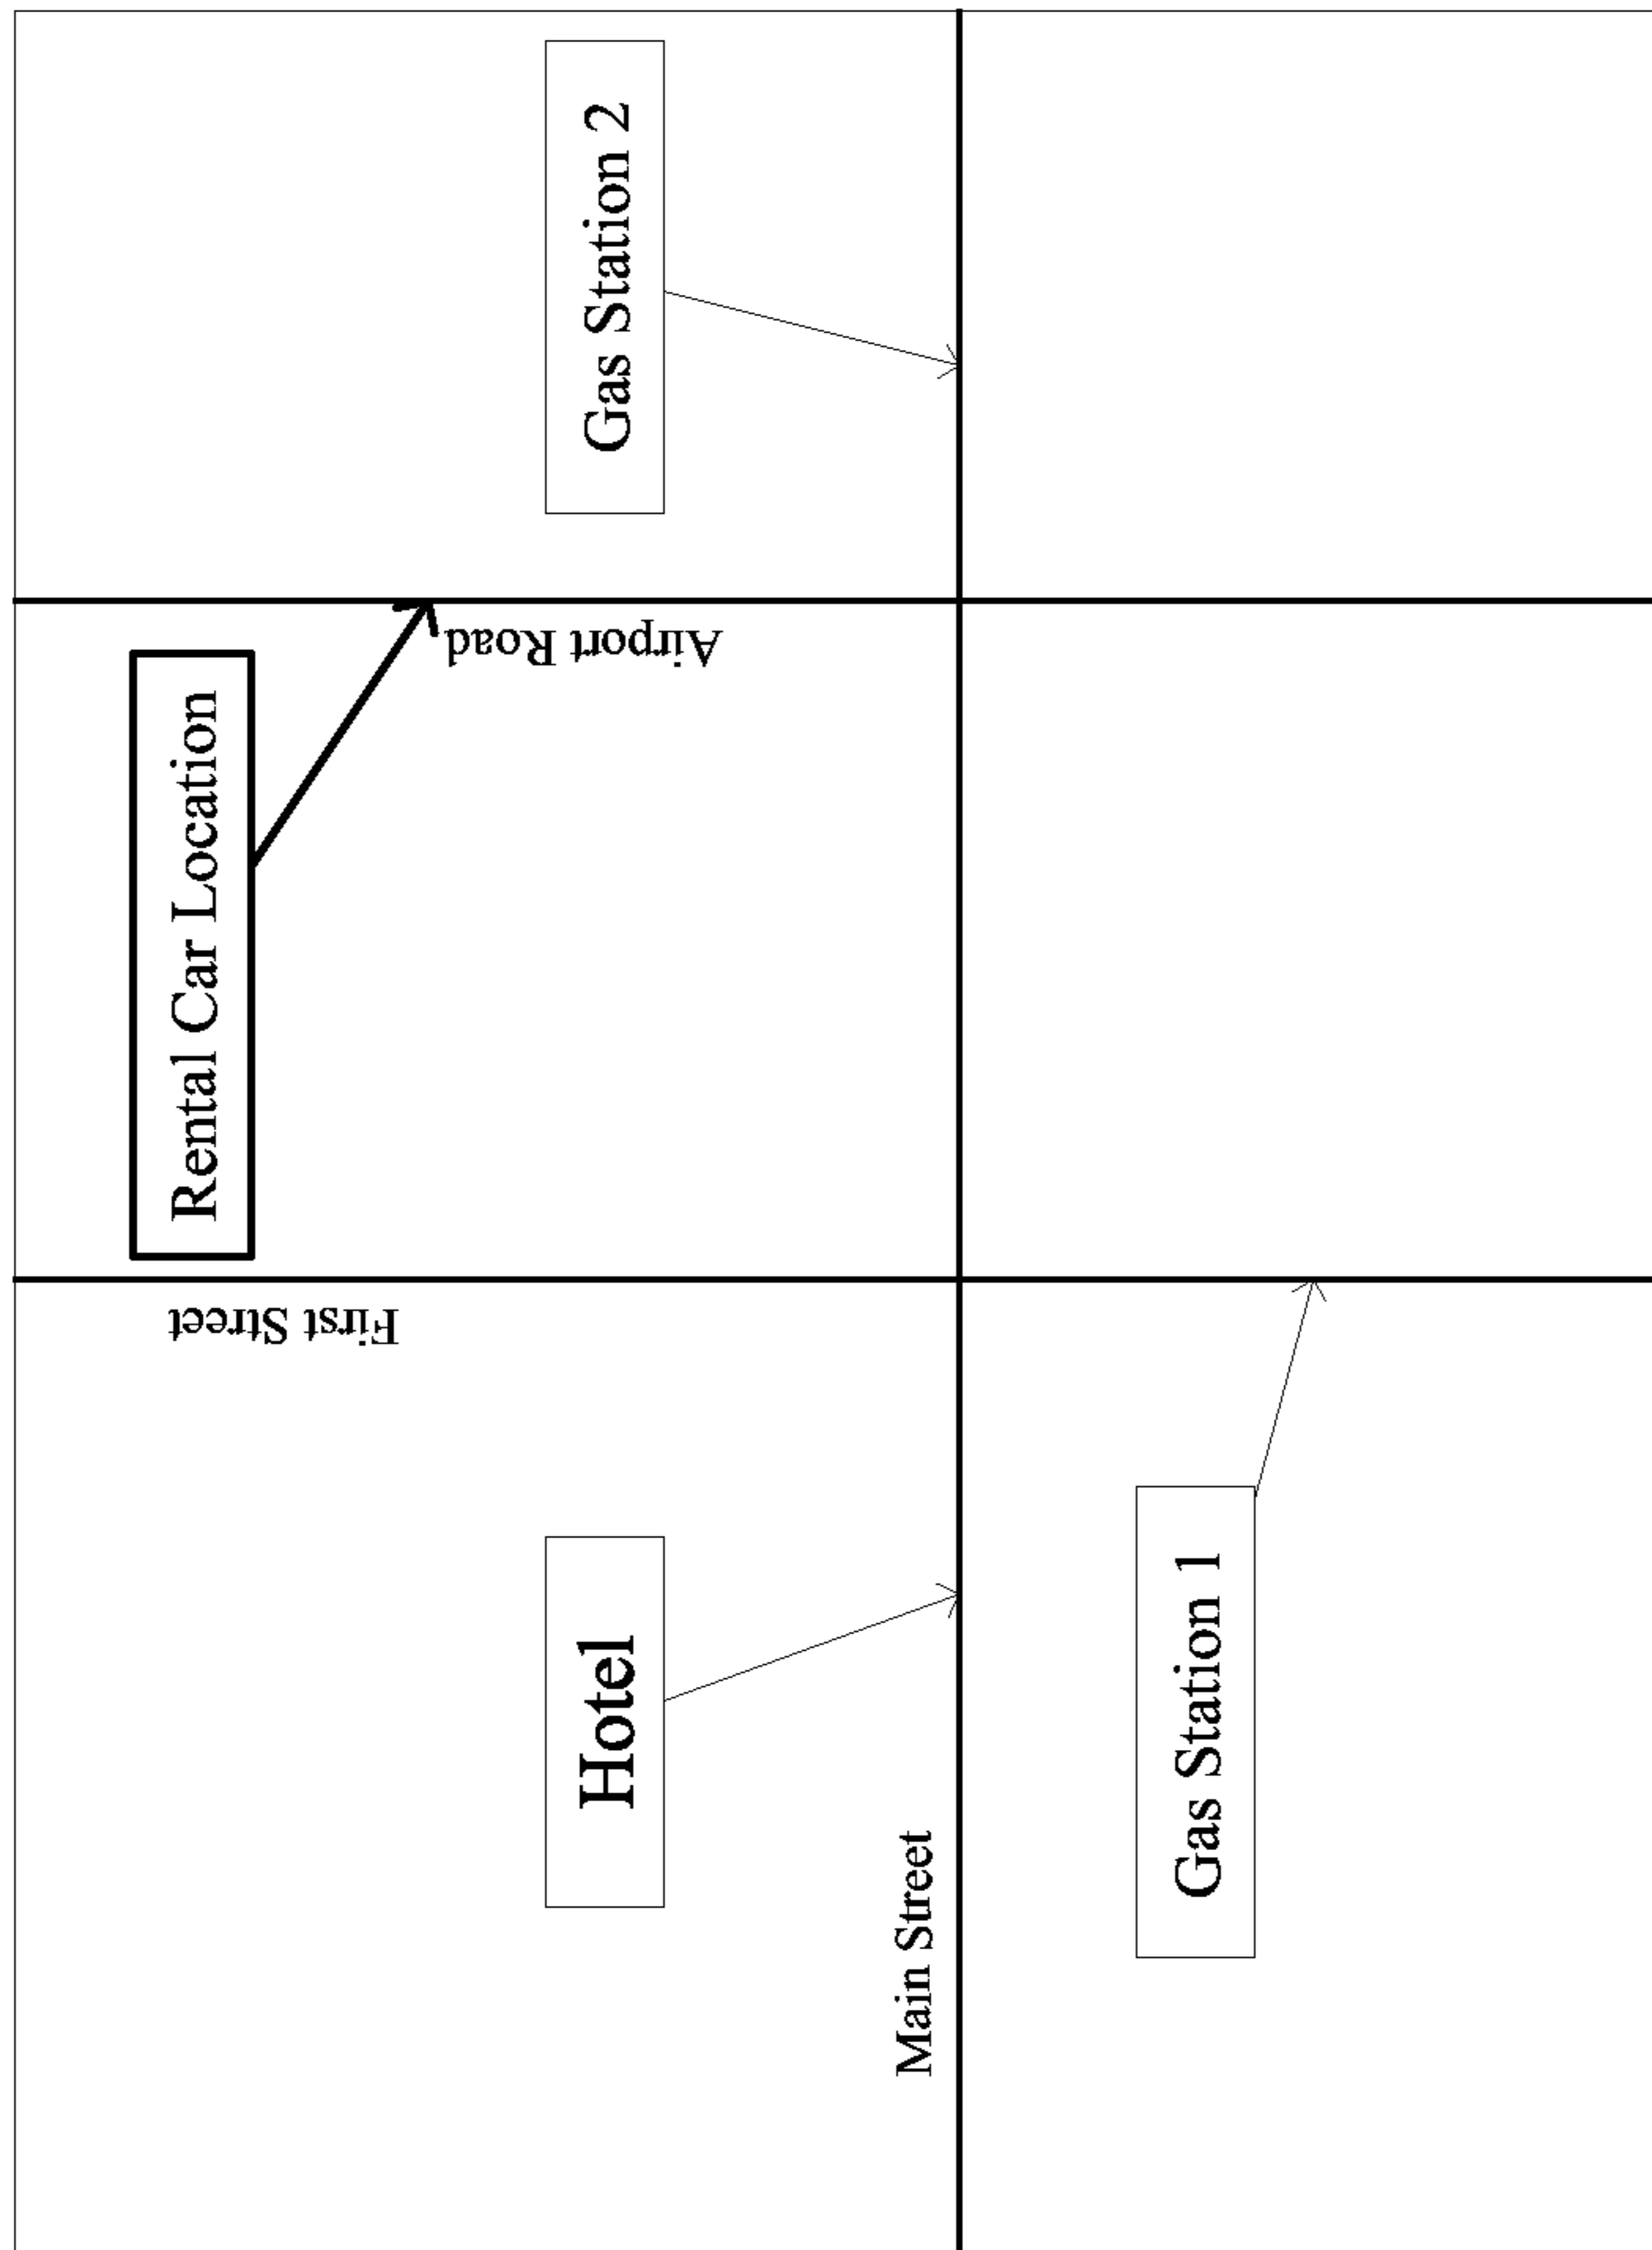 Rental Car Location
First Street
Airport Road
Hotel
Gas Station 2
Main Street
Gas Station 1